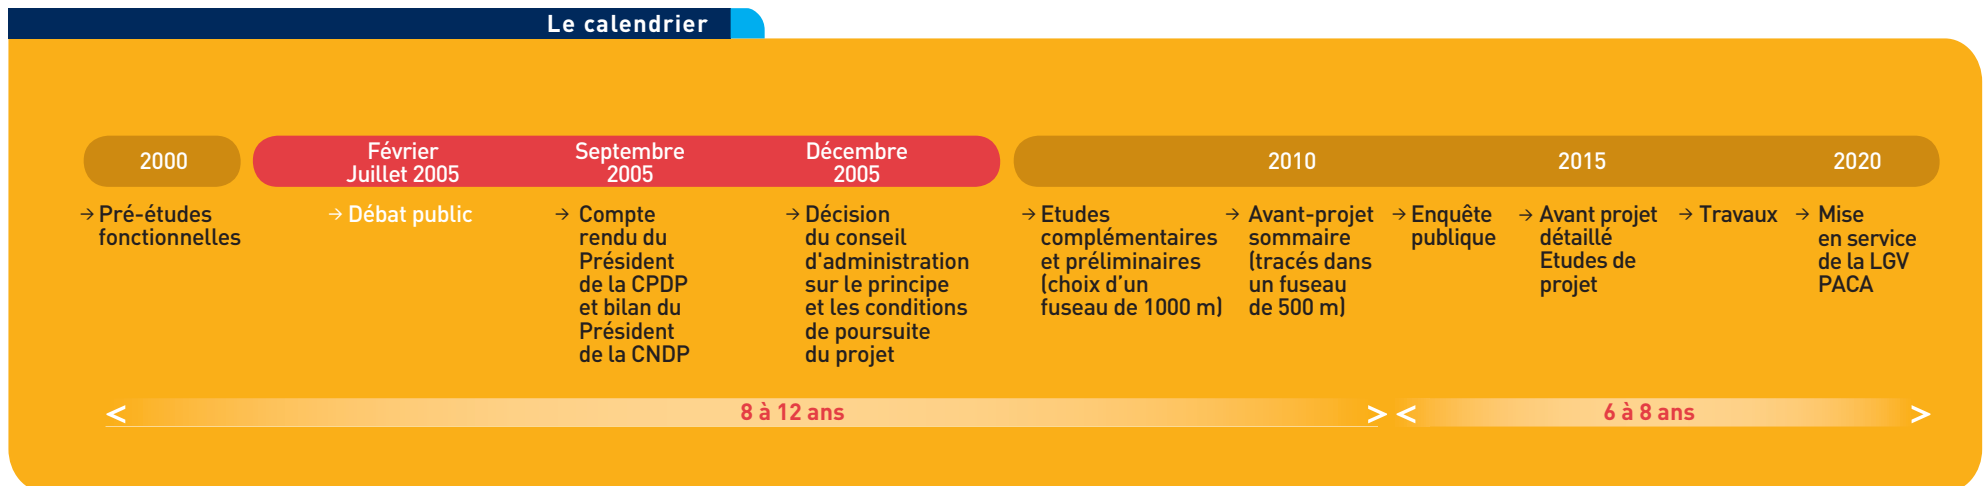 Le calendrier
2000
Février
Juillet 2005
Septembre
2005
Décembre
2005
2010
2015
2020
→ Pré-études
fonctionnelles
→ Débat public
→ Compte
rendu du
Président
de la CPDP
et bilan du
Président
de la CNDP
→ Décision
du conseil
d'administration
sur le principe
et les conditions
de poursuite
du projet
→ Etudes
complémentaires
et préliminaires
(choix d’un
fuseau de 1000 m)
→ Avant-projet
sommaire
(tracés dans
un fuseau
de 500 m)
→ Enquête
publique
→ Avant projet
détaillé
Etudes de
projet
→ Travaux
→ Mise
en service
de la LGV
PACA
< 8 à 12 ans >
< 6 à 8 ans >